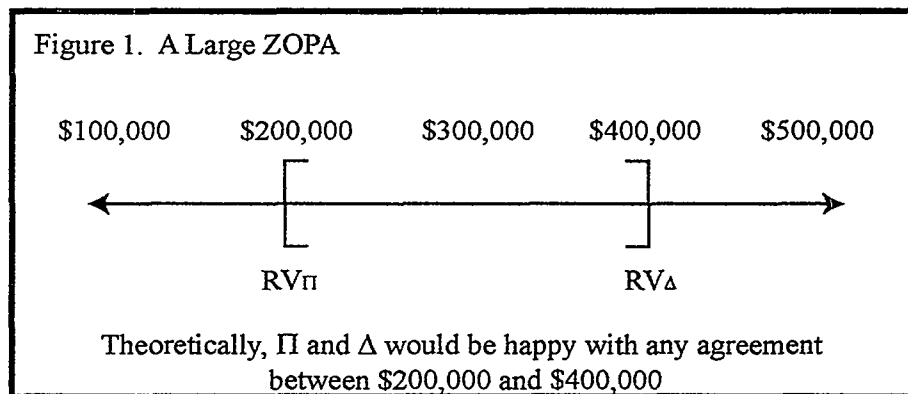 Figure 1. A Large ZOPA
$100,000 $200,000 $300,000 $400,000 $500,000
RVΠ RVΔ
Theoretically, Π and Δ would be happy with any agreement
between $200,000 and $400,000